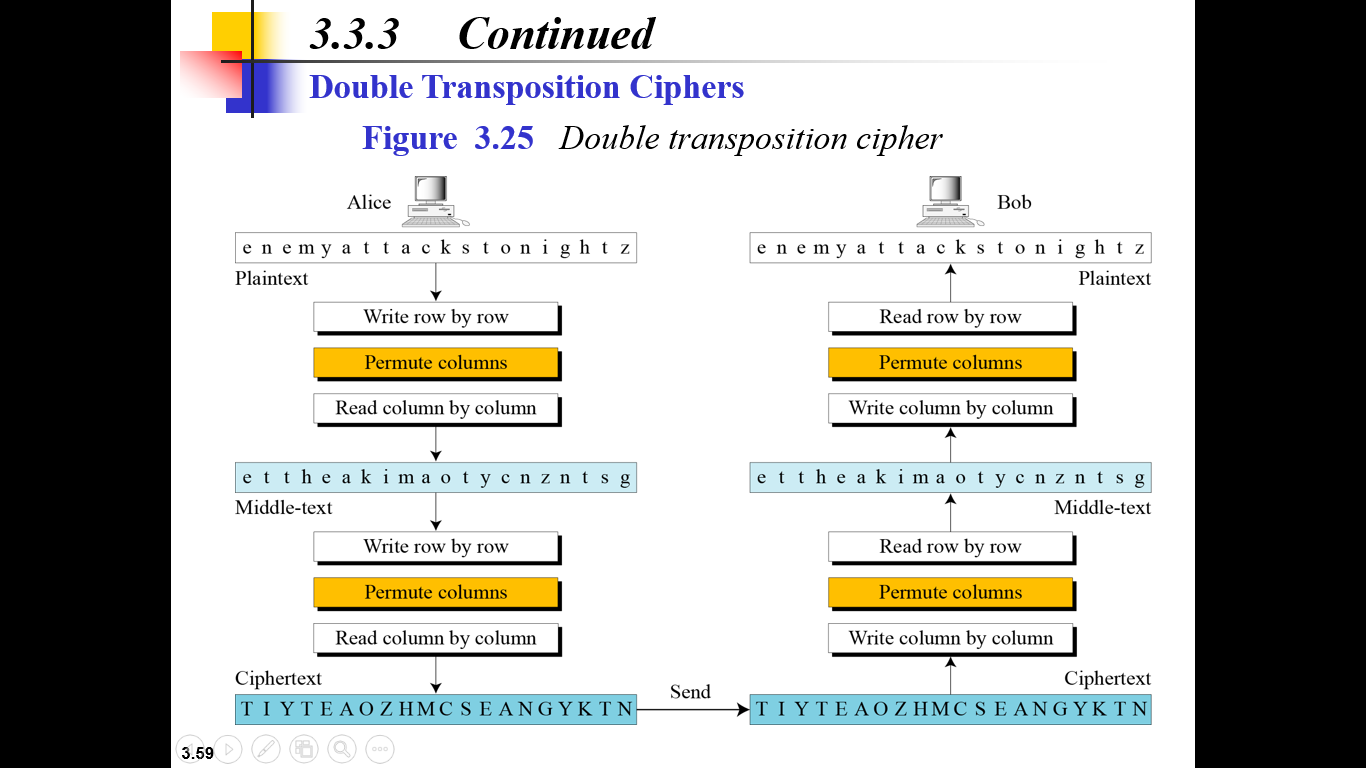 3.3.3 Continued
Double Transposition Ciphers
Figure 3.25 Double transposition cipher
Alice
Bob
e n e m y a t t a c k s t o n i g h t z
e n e m y a t t a c k s t o n i g h t z
Plaintext
Plaintext
Write row by row
Read row by row
Permute columns
Permute columns
Read column by column
Write column by column
e t t h e a k i m a o t y c n z n t s g
e t t h e a k i m a o t y c n z n t s g
Middle-text
Middle-text
Write row by row
Read row by row
Permute columns
Permute columns
Read column by column
Write column by column
Ciphertext
Send
Ciphertext
T I Y T E A O Z H M C S E A N G Y K T N
T I Y T E A O Z H M C S E A N G Y K T N
3.59